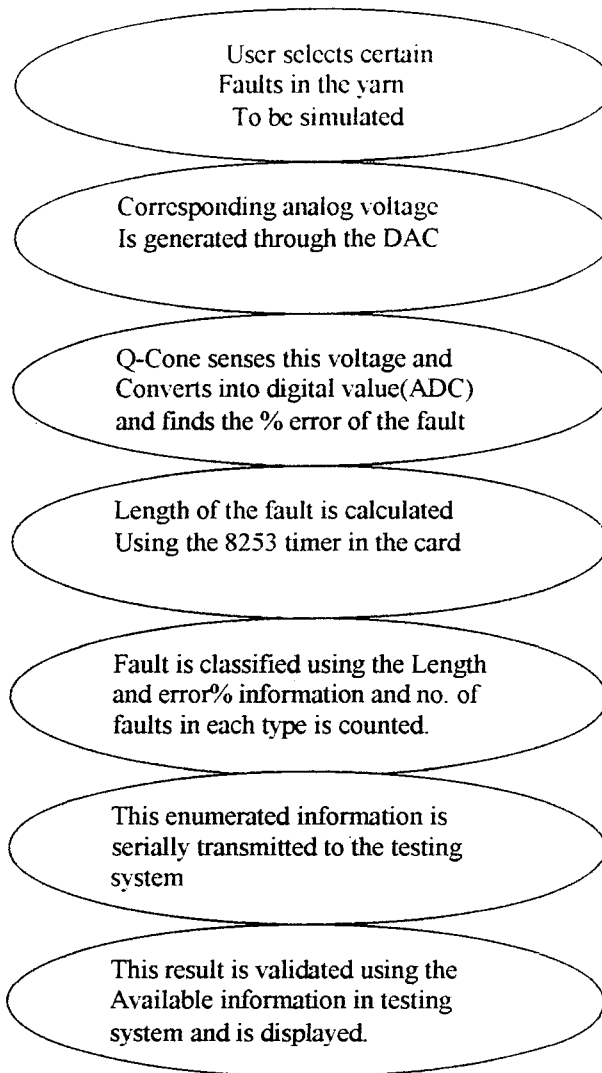 User selects certain
Faults in the yarn
To be simulated
Corresponding analog voltage
Is generated through the DAC
Q-Cone senses this voltage and
Converts into digital value(ADC)
and finds the % error of the fault
Length of the fault is calculated
Using the 8253 timer in the card
Fault is classified using the Length
and error% information and no. of
faults in each type is counted.
This enumerated information is
serially transmitted to the testing
system
This result is validated using the
Available information in testing
system and is displayed.